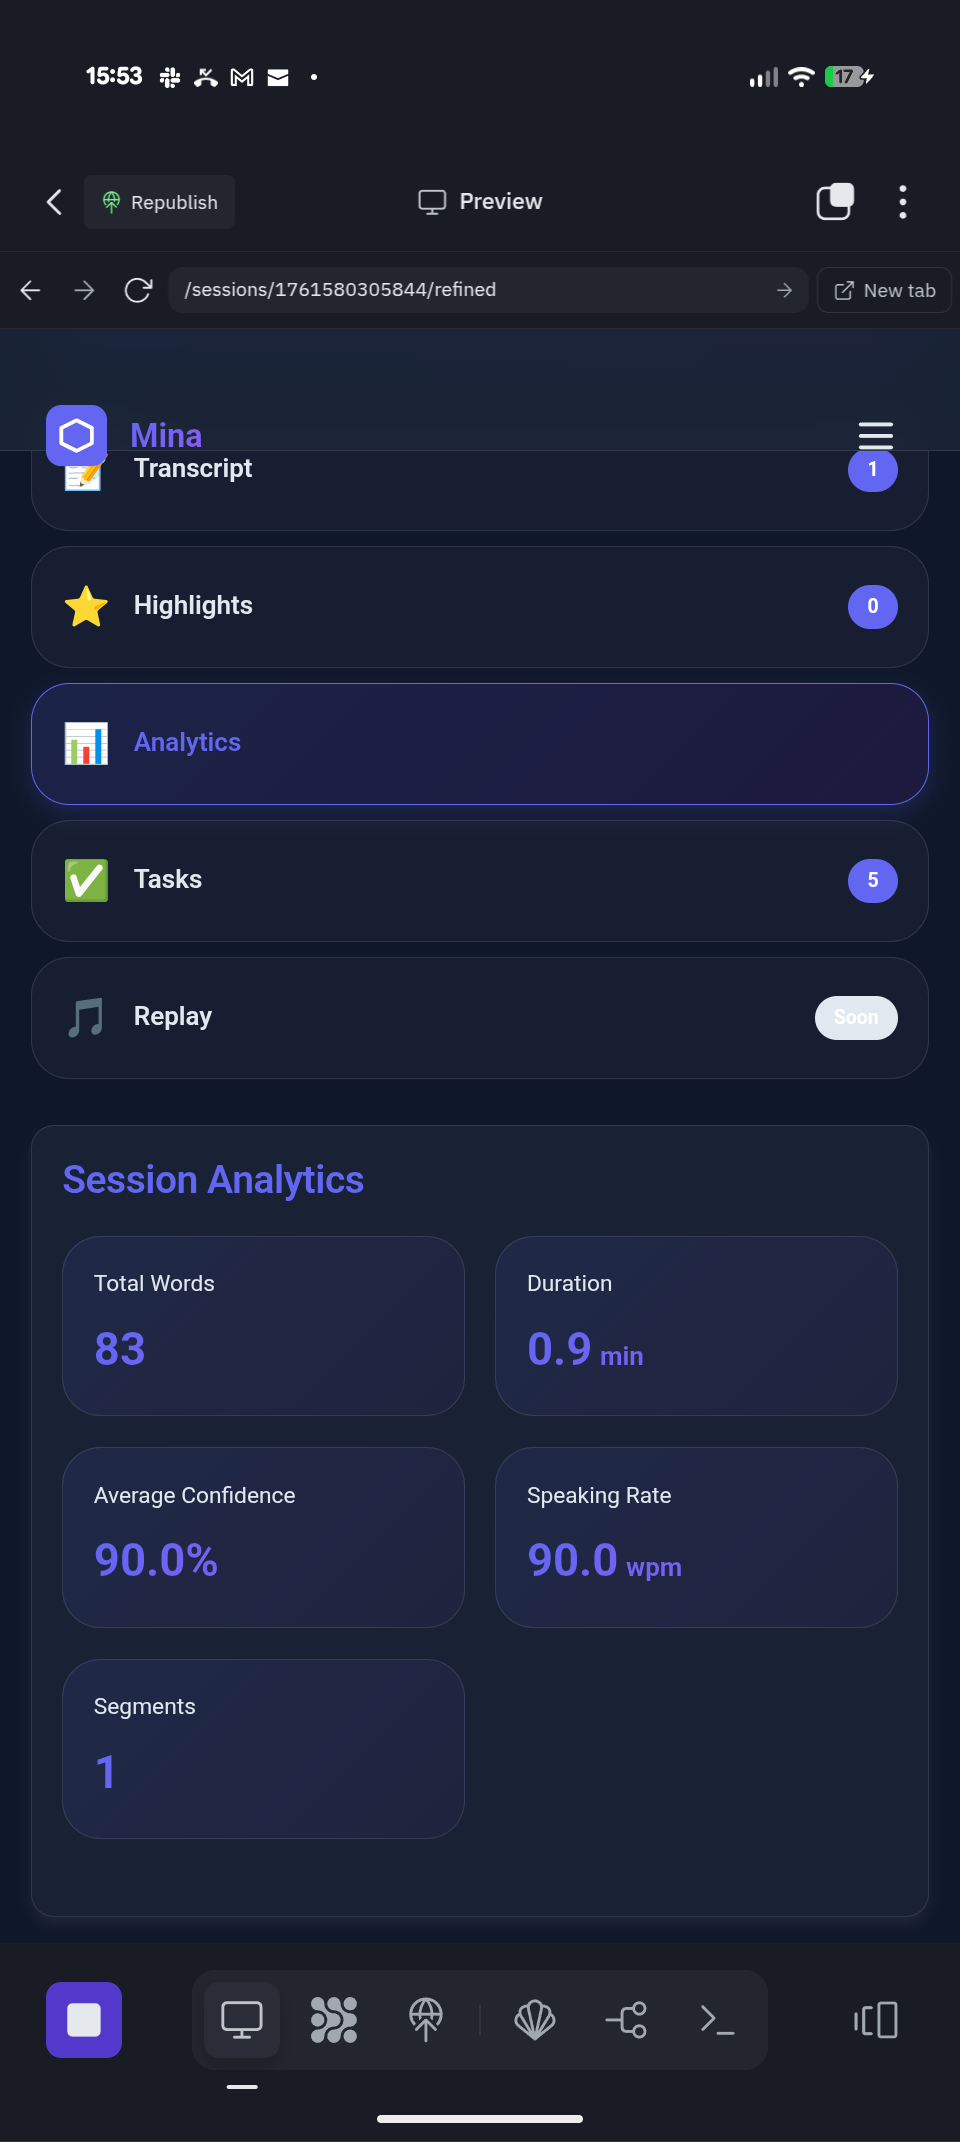 15:53
17
Republish
Preview
/sessions/1761580305844/refined
New tab
Mina
Transcript
1
Highlights
0
Analytics
Tasks
5
Replay
Soon
Session Analytics
Total Words
83
Duration
0.9 min
Average Confidence
90.0%
Speaking Rate
90.0 wpm
Segments
1